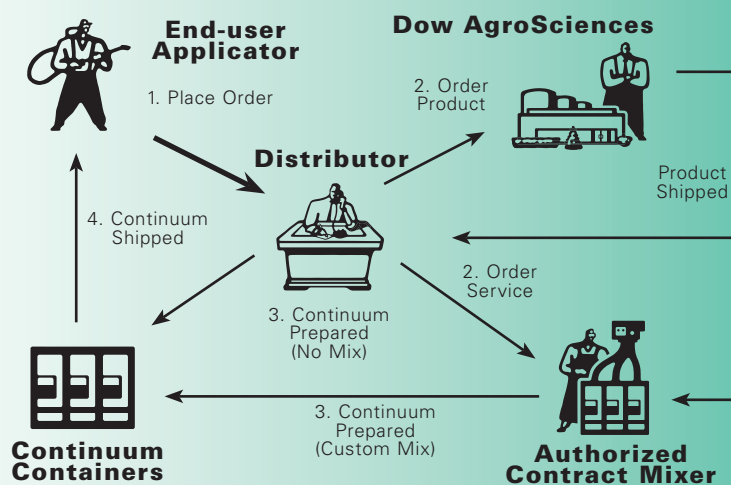 End-user
Applicator
1. Place Order
Dow AgroSciences
2. Order
Product
Distributor
Product
Shipped
4. Continuum
Shipped
2. Order
Service
3. Continuum
Prepared
(No Mix)
3. Continuum
Prepared
(Custom Mix)
Continuum
Containers
Authorized
Contract Mixer